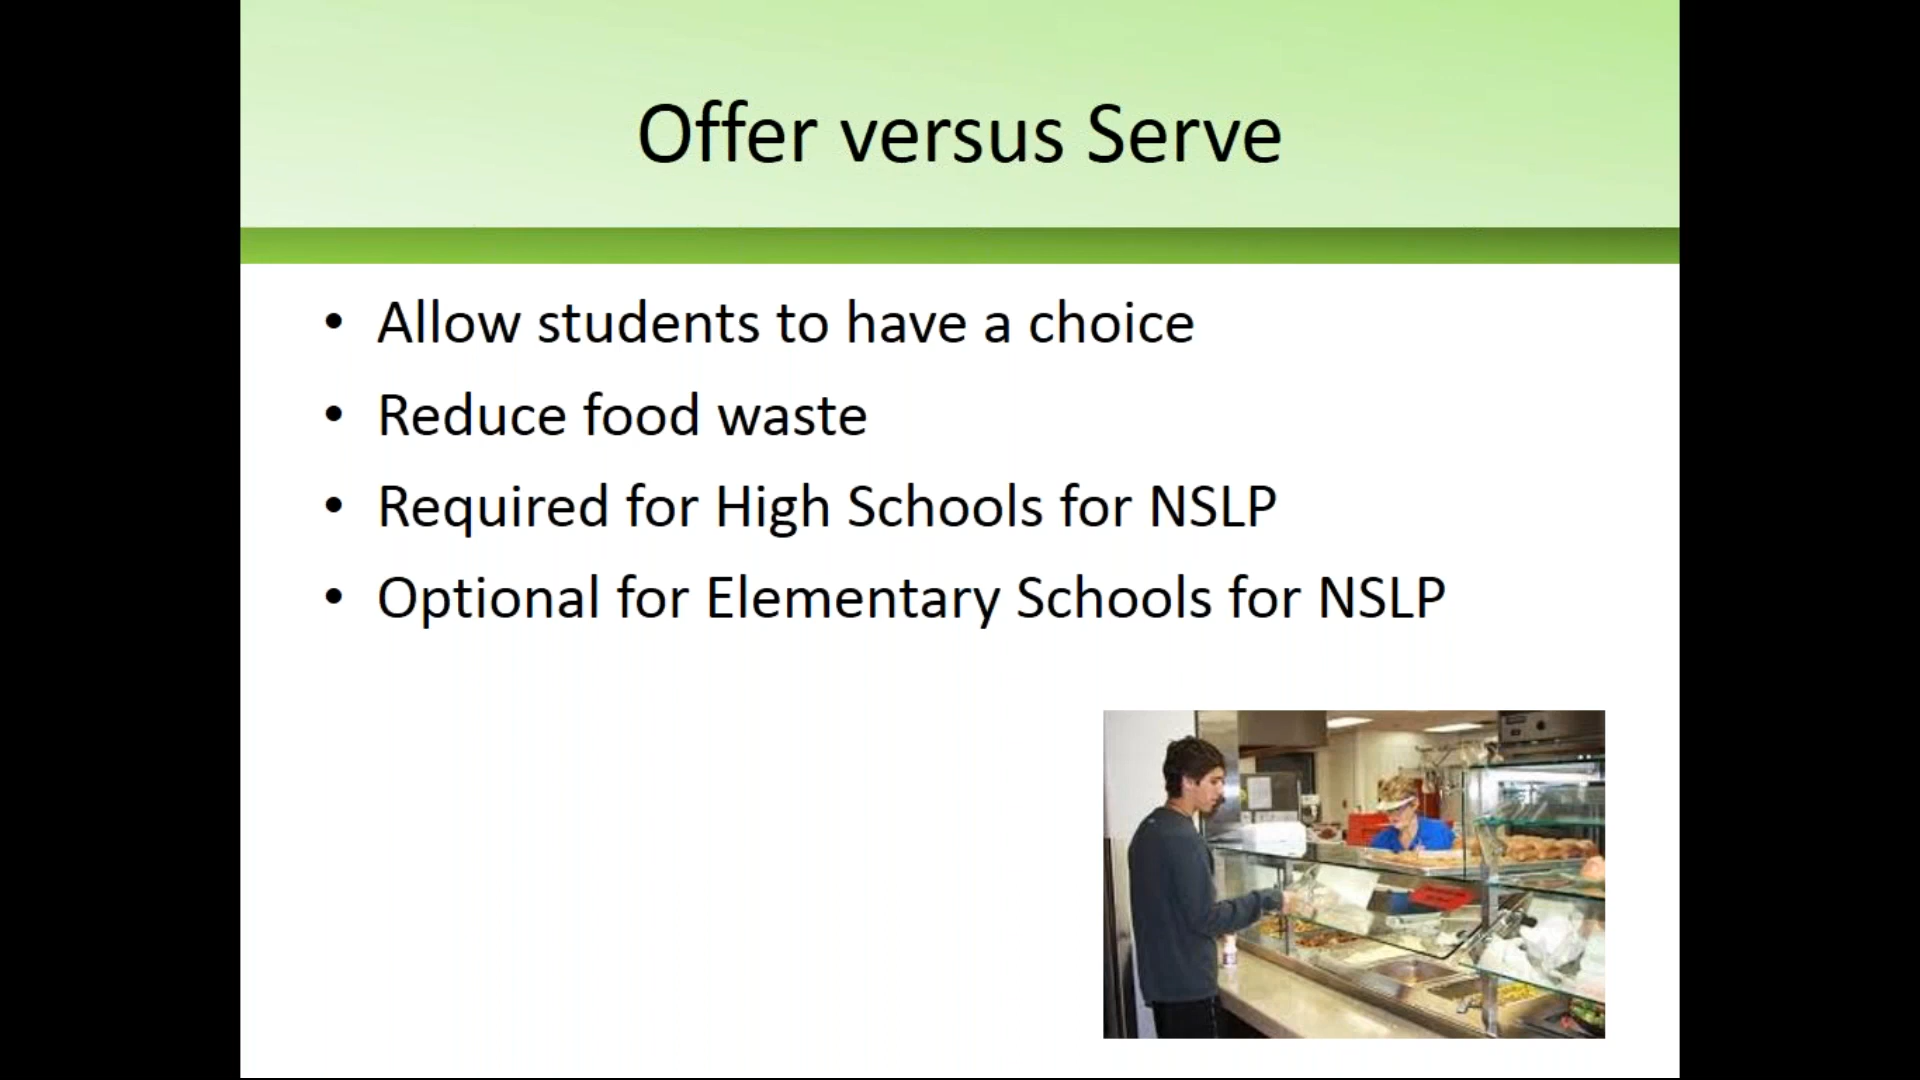 Offer versus Serve
• Allow students to have a choice
• Reduce food waste
• Required for High Schools for NSLP
• Optional for Elementary Schools for NSLP